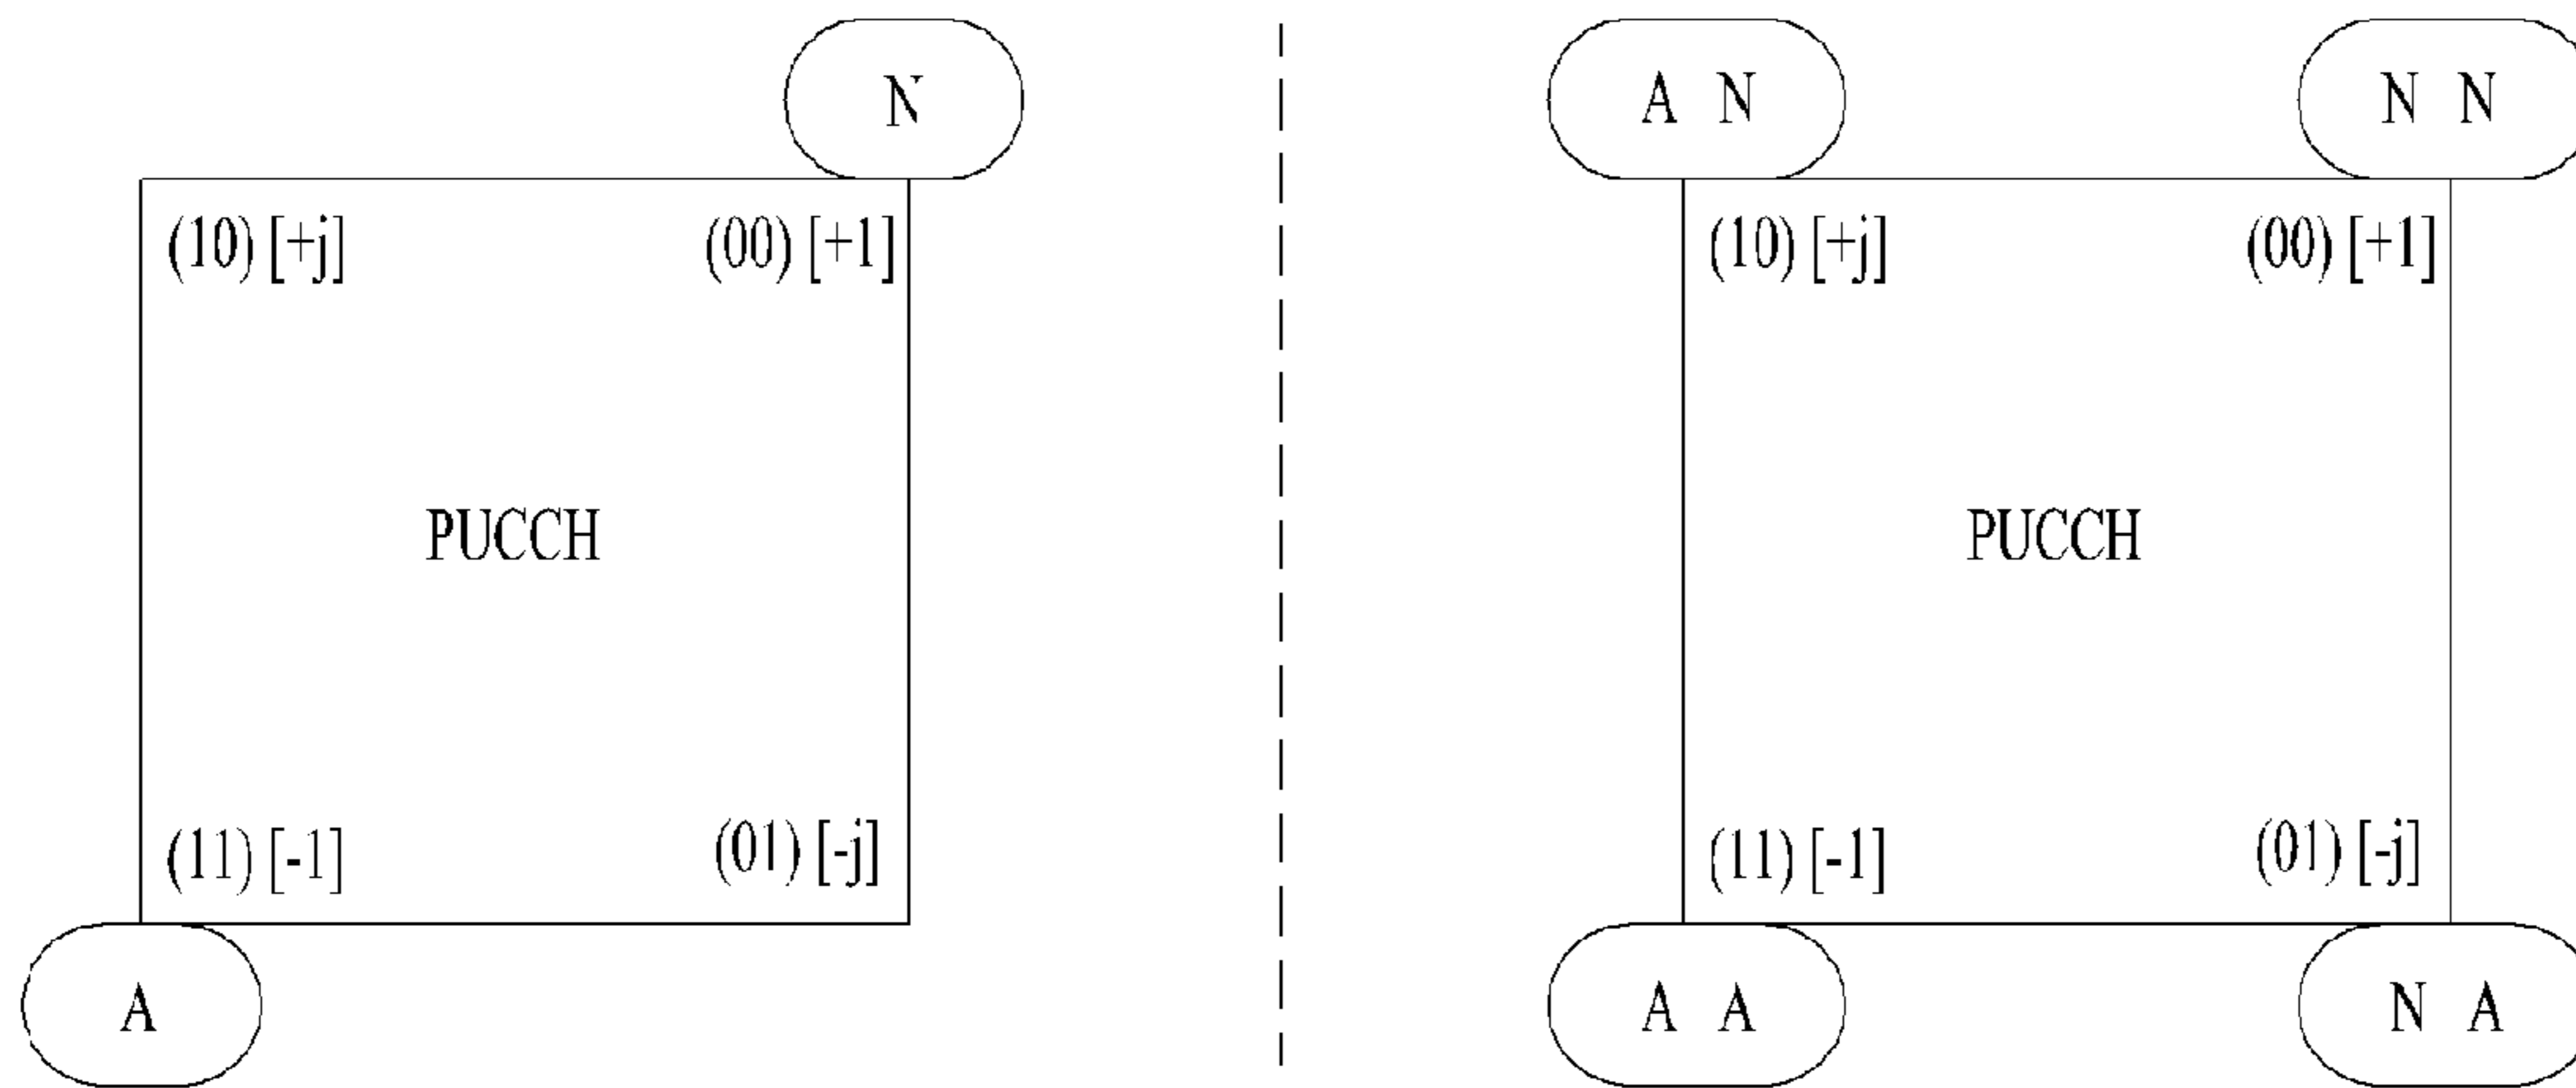 N
(10) [+j] (00) [+1]
PUCCH
(11) [-1] (01) [-j]
A
A N N N
(10) [+j] (00) [+1]
PUCCH
(11) [-1] (01) [-j]
A A N A